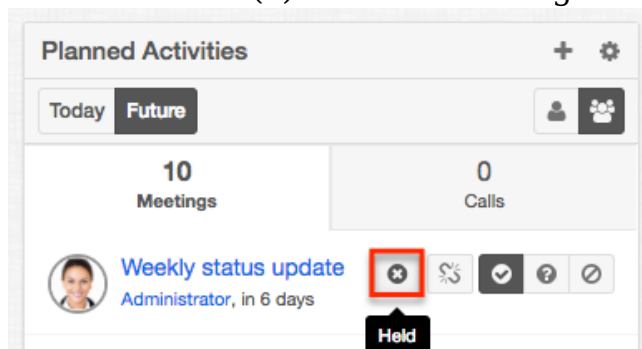 Planned Activities
Today Future
10 0
Meetings Calls
Weekly status update
Administrator, in 6 days
Held